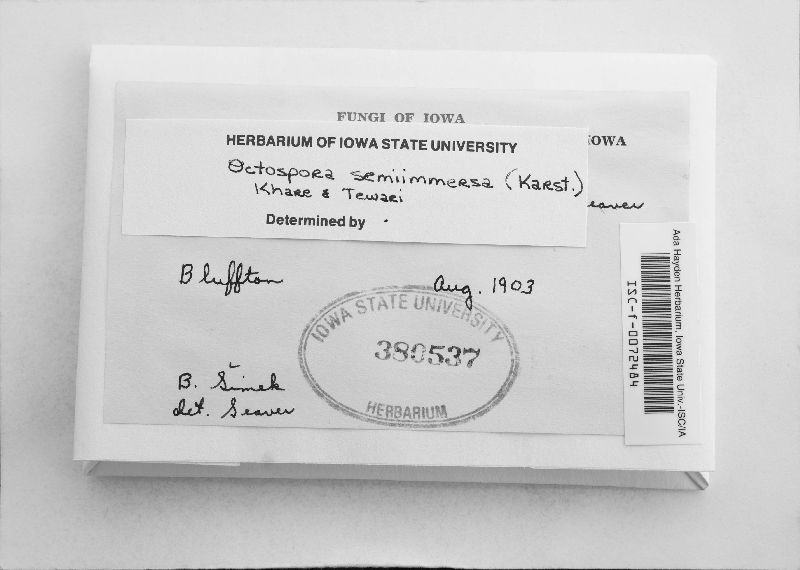 FUNGI OF IOWA
HERBARIUM OF IOWA STATE UNIVERSITY
IOWA
Octospora semiimmersa (Karst.)
Khare & Tewari
eaver
Determined by
Bluffton
Aug. 1903
IOWA STATE UNIVERSITY
380537
HERBARIUM
B. Šimek
det. Seaver
Ada Hayden Herbarium, Iowa State Univ.-ISC/IA
ISC-f-0072484